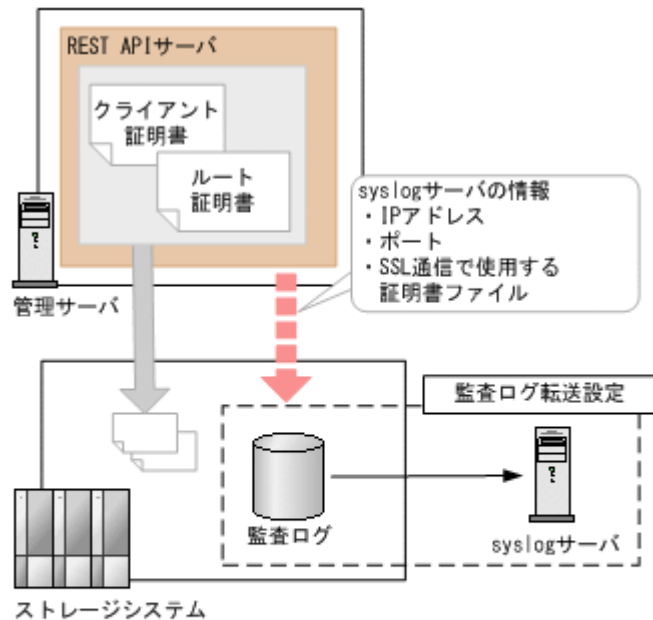 REST APIサーバ
クライアント
証明書
ルート
証明書
syslogサーバの情報
・IPアドレス
・ポート
・SSL通信で使用する
証明書ファイル
管理サーバ
監査ログ転送設定
監査ログ
syslogサーバ
ストレージシステム